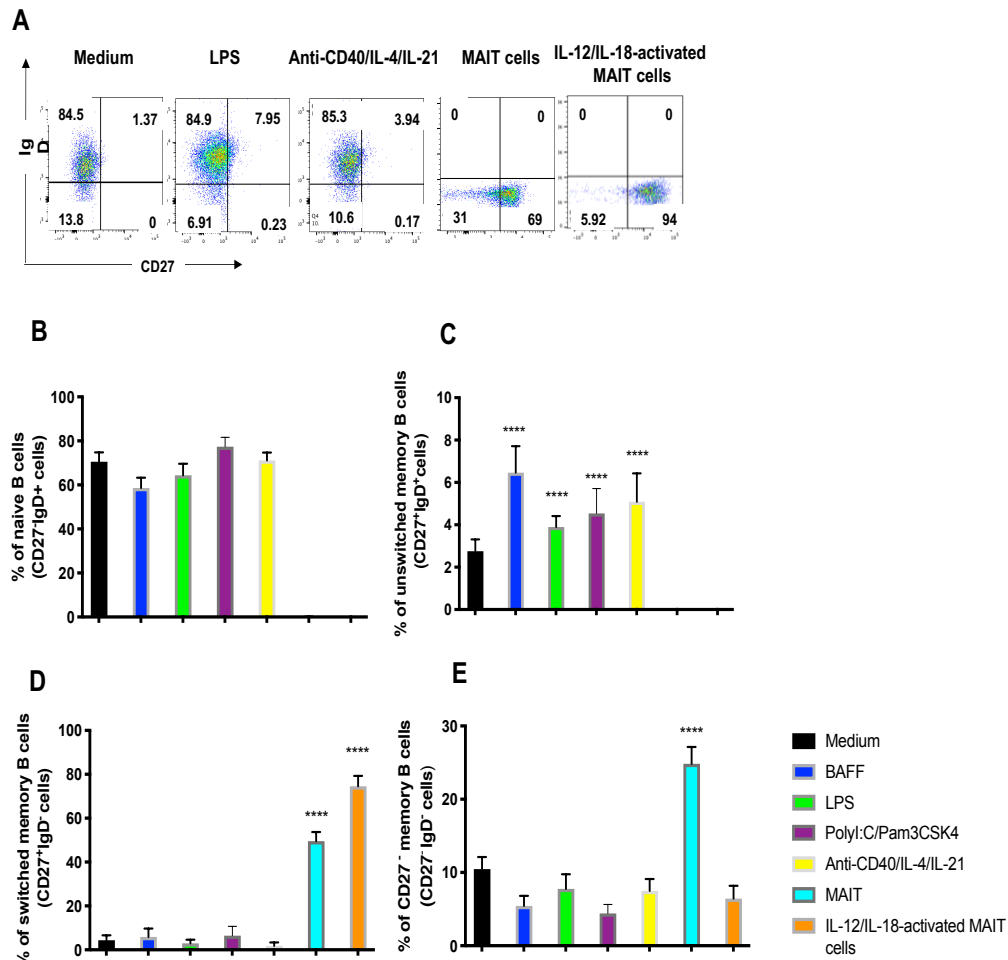 A
Medium
LPS
Anti-CD40/IL-4/IL-21
MAIT cells
IL-12/IL-18-activated
MAIT cells
84.5 1.37
84.9 7.95
85.3 3.94
0 0
0 0
Ig
D
13.8 0
6.91 0.23
10.6 0.17
31 69
5.92 94
CD27
B
% of naive B cells
(CD27-IgD+ cells)
100
80
60
40
20
0
C
% of unswitched memory B cells
(CD27+IgD+cells)
10
8
6
4
2
0
**** **** **** ****
D
% of switched memory B cells
(CD27+IgD- cells)
100
80
60
40
20
0
**** ****
E
% of CD27- memory B cells
(CD27-IgD- cells)
30
20
10
0
****
Medium
BAFF
LPS
PolyI:C/Pam3CSK4
Anti-CD40/IL-4/IL-21
MAIT
IL-12/IL-18-activated MAIT
cells